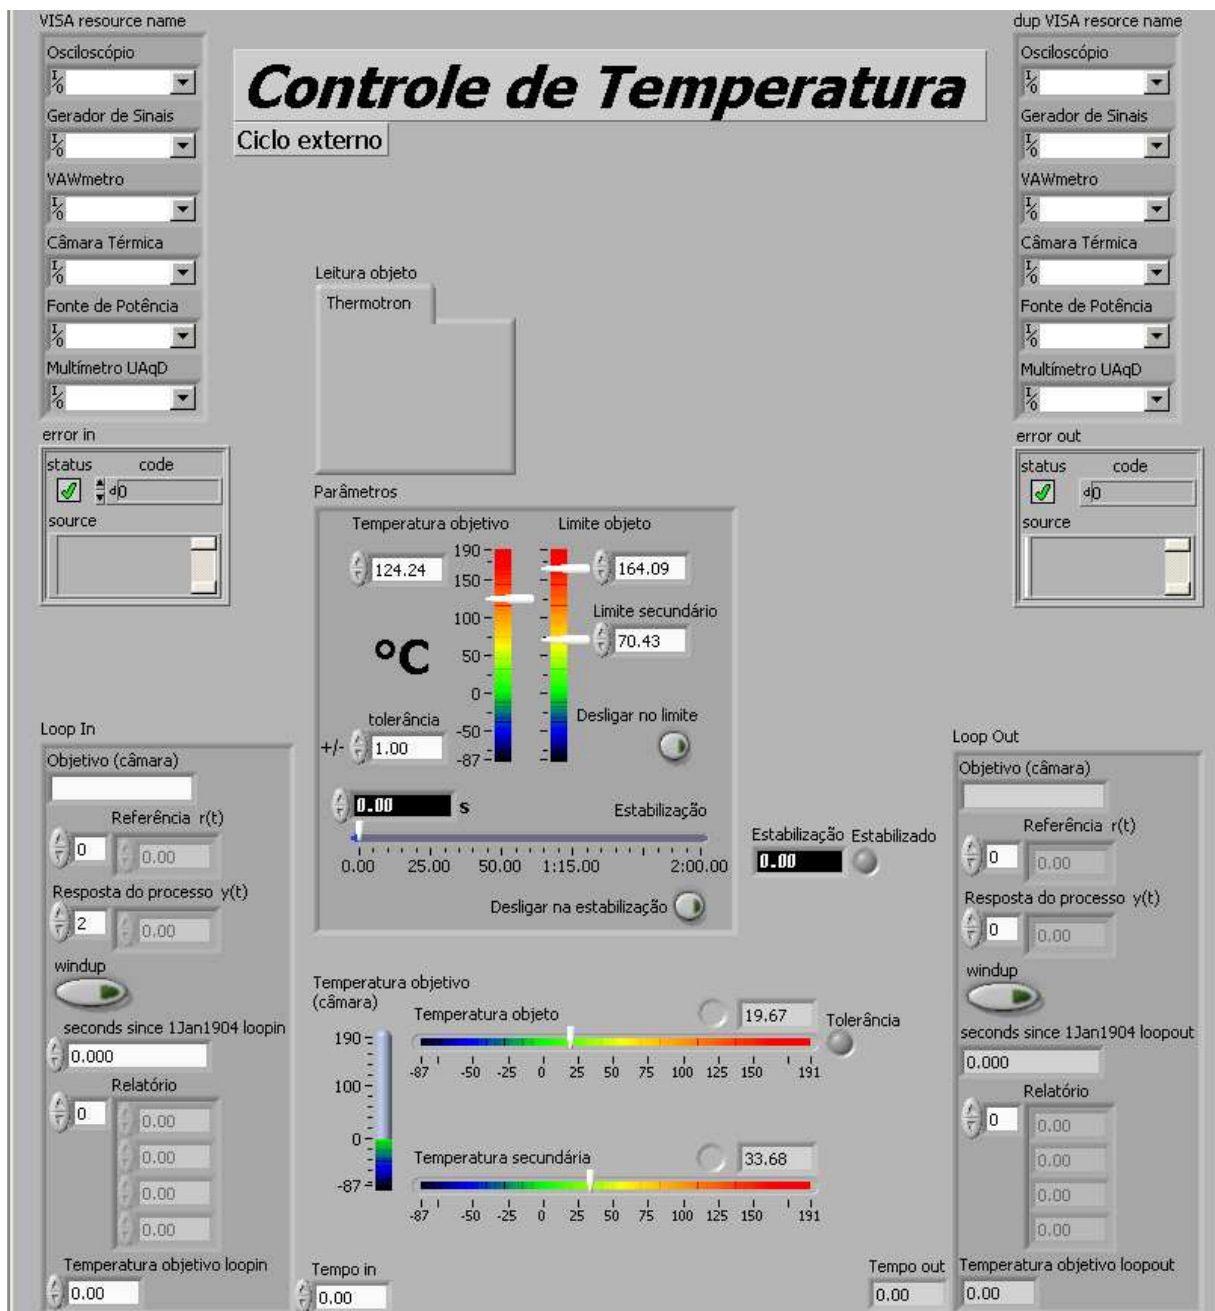 VISA resource name
Osciloscópio
Gerador de Sinais
VAWmetro
Câmara Térmica
Fonte de Potência
Multímetro UAqD
error in
status code
d 0
source
Controle de Temperatura
Ciclo externo
dup VISA resorce name
Osciloscópio
Gerador de Sinais
VAWmetro
Câmara Térmica
Fonte de Potência
Multímetro UAqD
error out
status code
d 0
source
Leitura objeto
Thermotron
Parâmetros
Temperatura objetivo
124.24
°C
190
150
100
50
0
-50
-87
tolerância
+/- 1.00
Limite objeto
164.09
Limite secundário
70.43
Desligar no limite
0.00 s
Estabilização
0.00 25.00 50.00 1:15.00 2:00.00
Desligar na estabilização
Estabilização
0.00
Estabilizado
Loop In
Objetivo (câmara)
Referência r(t)
0 0.00
Resposta do processo y(t)
2 0.00
windup
seconds since 1Jan1904 loopin
0.000
Relatório
0 0.00
0.00
0.00
0.00
Temperatura objetivo loopin
0.00
Temperatura objetivo
(câmara)
190
100
0
-87
Temperatura objeto
19.67
Tolerância
-87 -50 -25 0 25 50 75 100 125 150 191
Temperatura secundária
33.68
-87 -50 -25 0 25 50 75 100 125 150 191
Tempo in
0.00
Tempo out
0.00
Loop Out
Objetivo (câmara)
Referência r(t)
0 0.00
Resposta do processo y(t)
0 0.00
windup
seconds since 1Jan1904 loopout
0.000
Relatório
0 0.00
0.00
0.00
0.00
Temperatura objetivo loopout
0.00